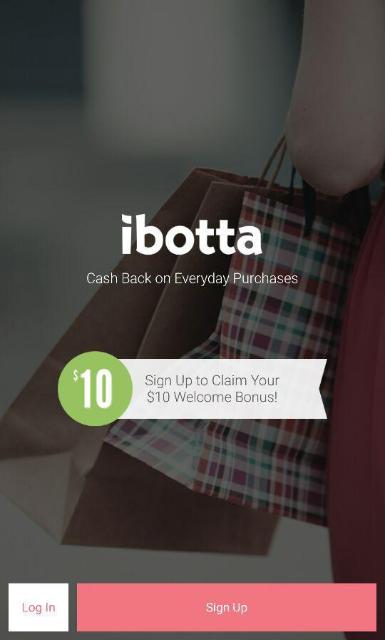 ibotta
Cash Back on Everyday Purchases
$10
Sign Up to Claim Your
$10 Welcome Bonus!
Log In
Sign Up